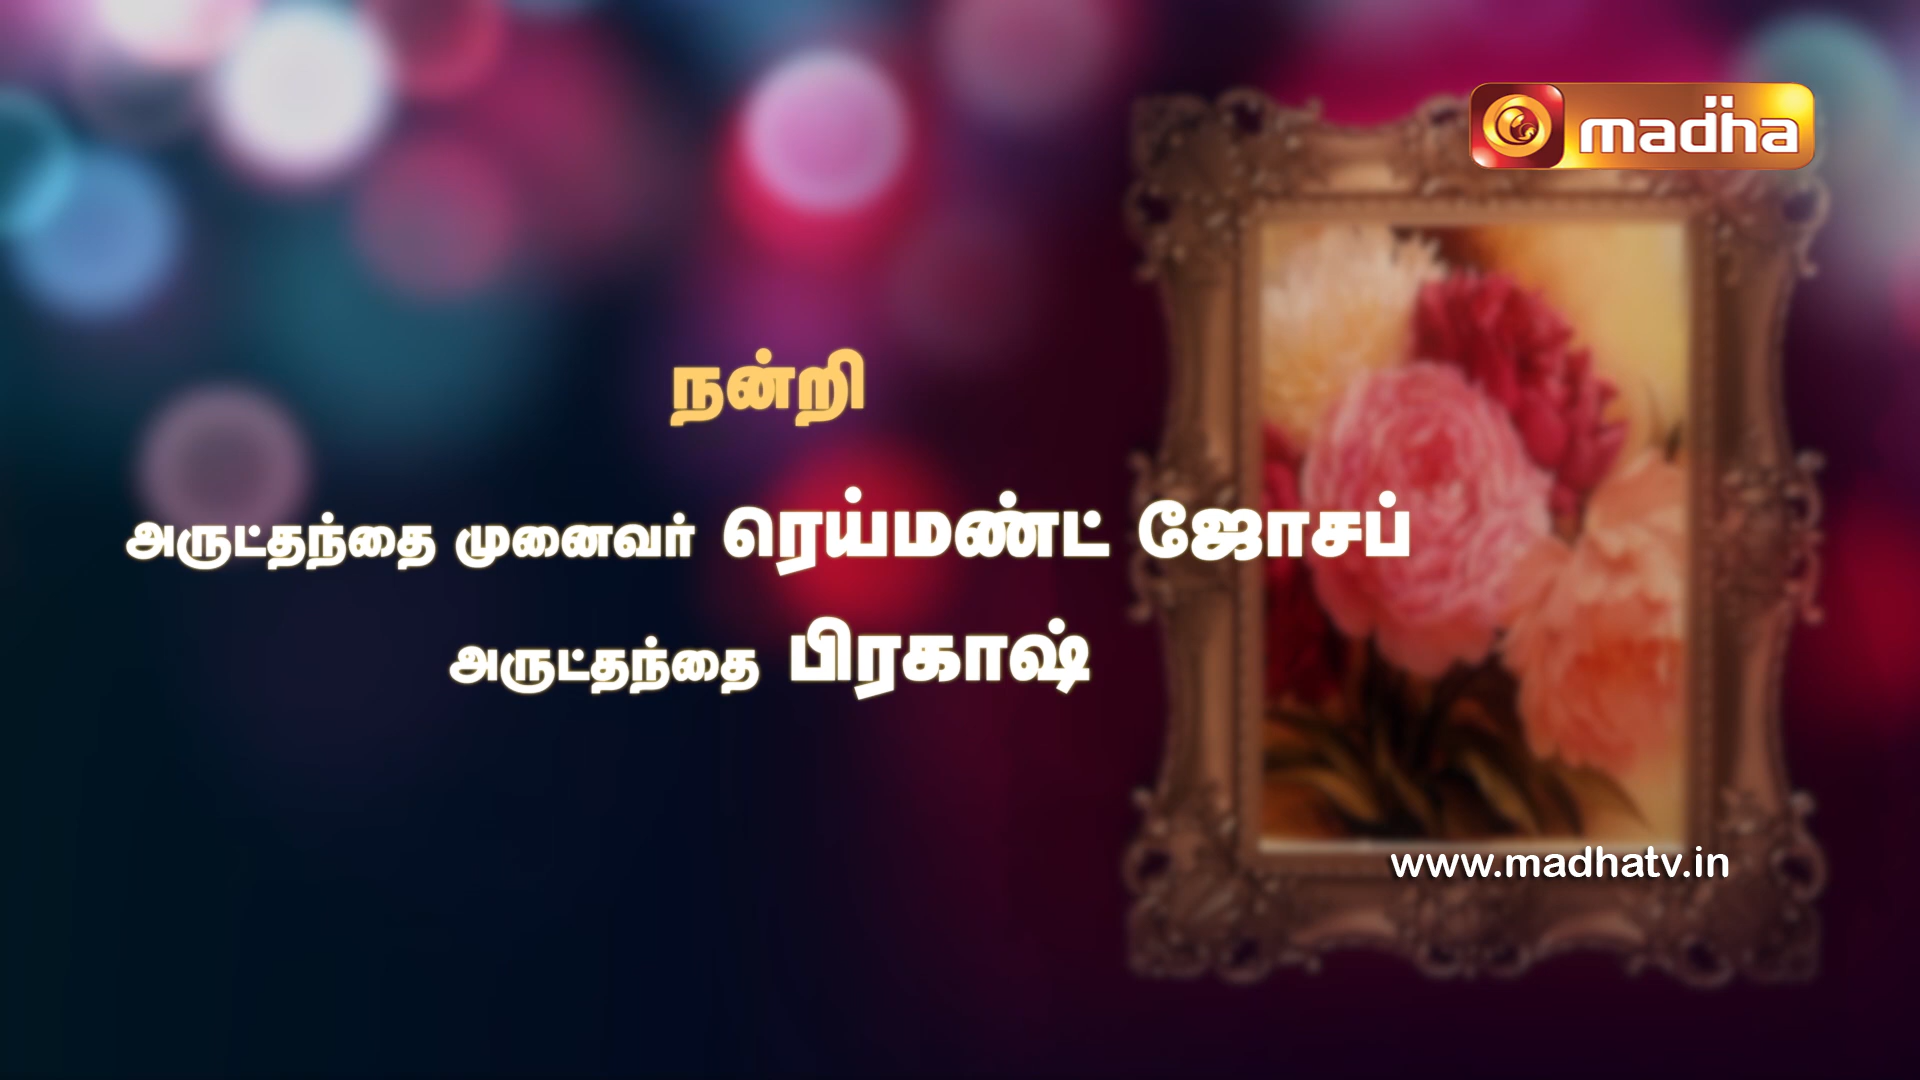 madha
நன்றி
அருட்தந்தை முனைவர் ரெய்மண்ட் ஜோசப்
அருட்தந்தை பிரகாஷ்
www.madhatv.in